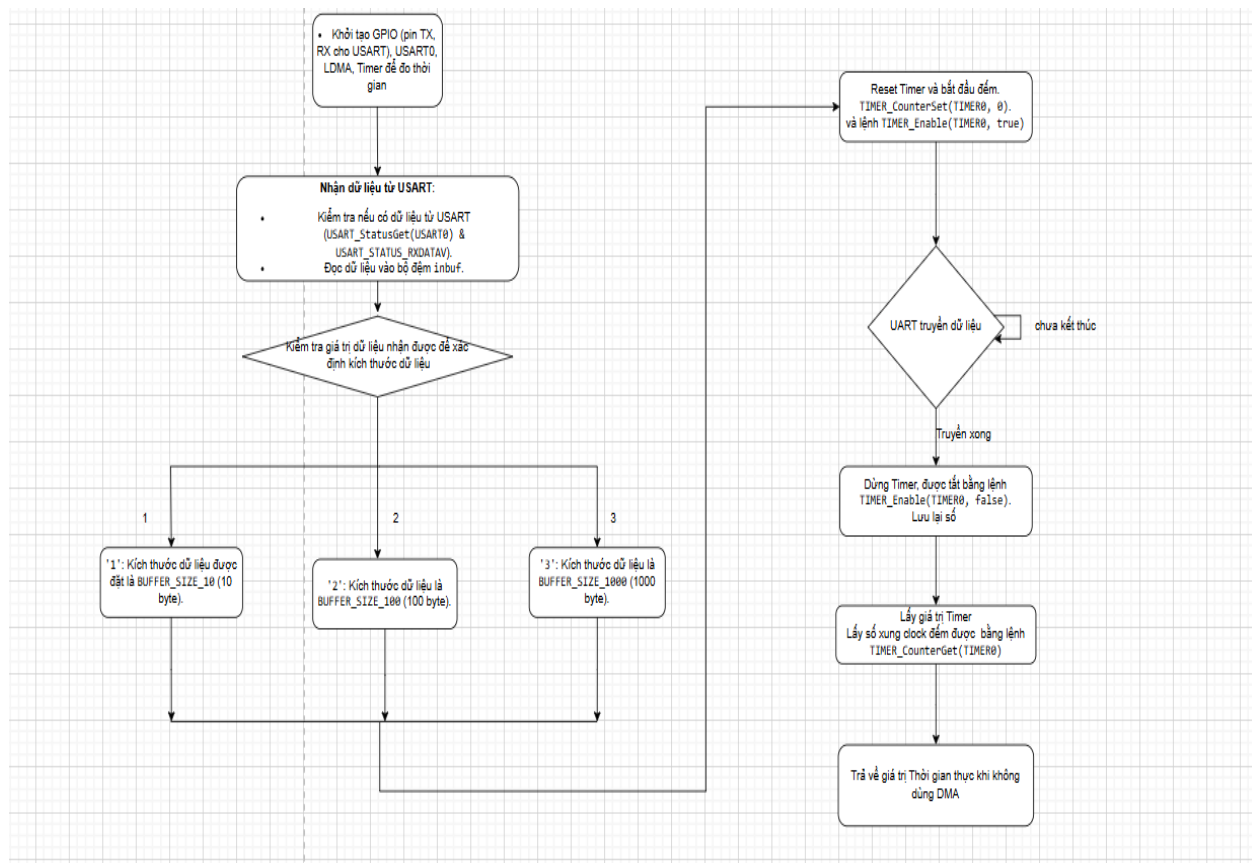 • Khởi tạo GPIO (pin TX,
RX cho USART), USART0,
LDMA, Timer để đo thời
gian
Nhận dữ liệu từ USART:
• Kiểm tra nếu có dữ liệu từ USART
(USART_StatusGet(USART0) &
USART_STATUS_RXDATAV).
• Đọc dữ liệu vào bộ đệm inbuf.
Kiểm tra giá trị dữ liệu nhận được để xác
định kích thước dữ liệu
1
2
3
'1': Kích thước dữ liệu được
đặt là BUFFER_SIZE_10 (10
byte).
'2': Kích thước dữ liệu là
BUFFER_SIZE_100 (100 byte).
'3': Kích thước dữ liệu là
BUFFER_SIZE_1000 (1000
byte).
Reset Timer và bắt đầu đếm.
TIMER_CounterSet(TIMER0, 0).
và lệnh TIMER_Enable(TIMER0, true)
UART truyền dữ liệu
chưa kết thúc
Truyền xong
Dừng Timer, được tắt bằng lệnh
TIMER_Enable(TIMER0, false).
Lưu lại số
Lấy giá trị Timer
Lấy số xung clock đếm được bằng lệnh
TIMER_CounterGet(TIMER0)
Trả về giá trị Thời gian thực khi không
dùng DMA